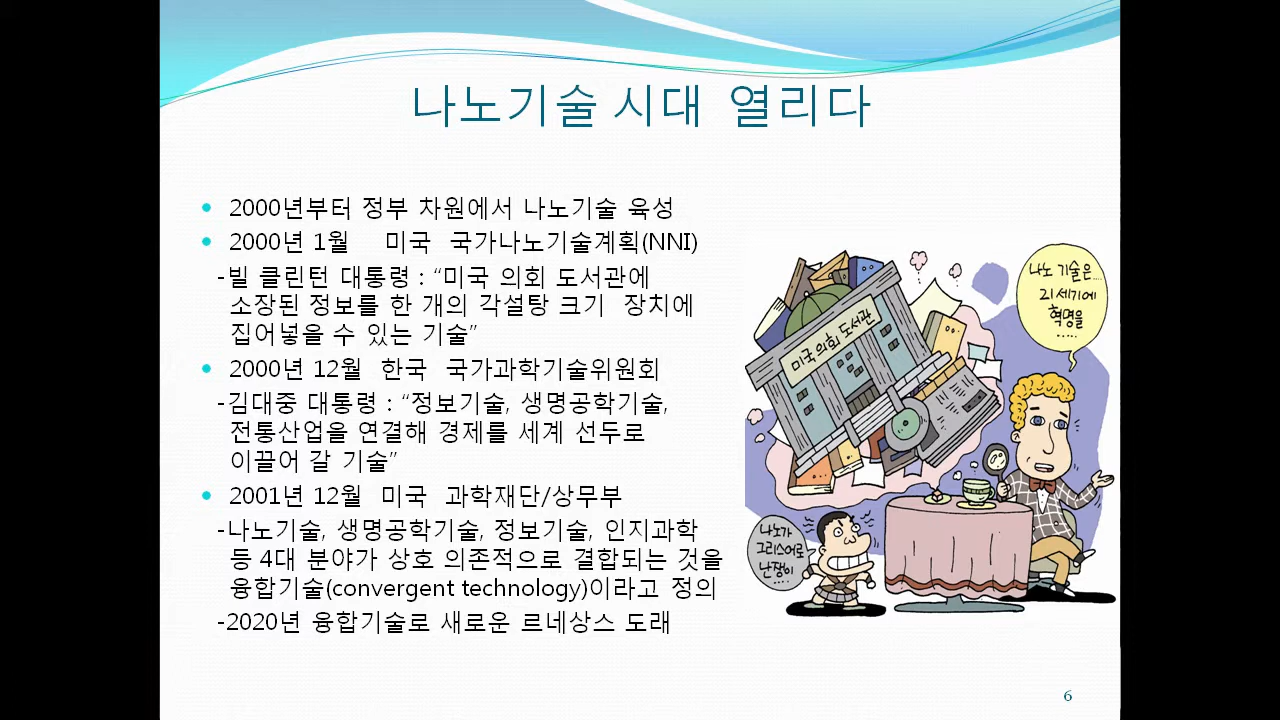 나노기술 시대 열리다
• 2000년부터 정부 차원에서 나노기술 육성
• 2000년 1월 미국 국가나노기술계획(NNI)
-빌 클린턴 대통령 : “미국 의회 도서관에
소장된 정보를 한 개의 각설탕 크기 장치에
집어넣을 수 있는 기술”
• 2000년 12월 한국 국가과학기술위원회
-김대중 대통령 : “정보기술, 생명공학기술,
전통산업을 연결해 경제를 세계 선두로
이끌어 갈 기술”
• 2001년 12월 미국 과학재단/상무부
-나노기술, 생명공학기술, 정보기술, 인지과학
등 4대 분야가 상호 의존적으로 결합되는 것을
융합기술(convergent technology)이라고 정의
-2020년 융합기술로 새로운 르네상스 도래
미국 의회 도서관
나노 기술은...
21세기에
혁명을
.....
나노가
그리스어로
난쟁이
....
6